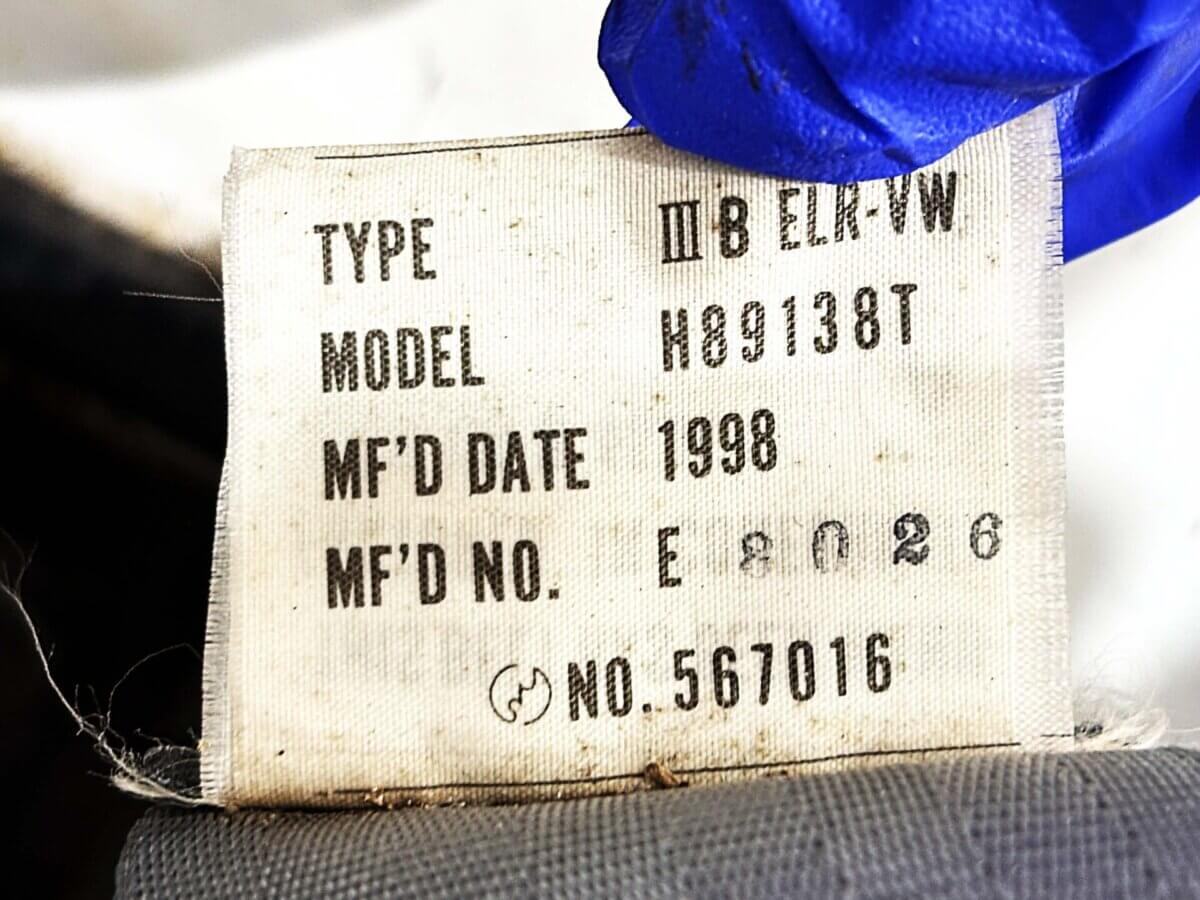 TYPE Ⅲ B ELR-VW
MODEL H89138T
MF'D DATE 1998
MF'D NO. E 8026
NO. 567016